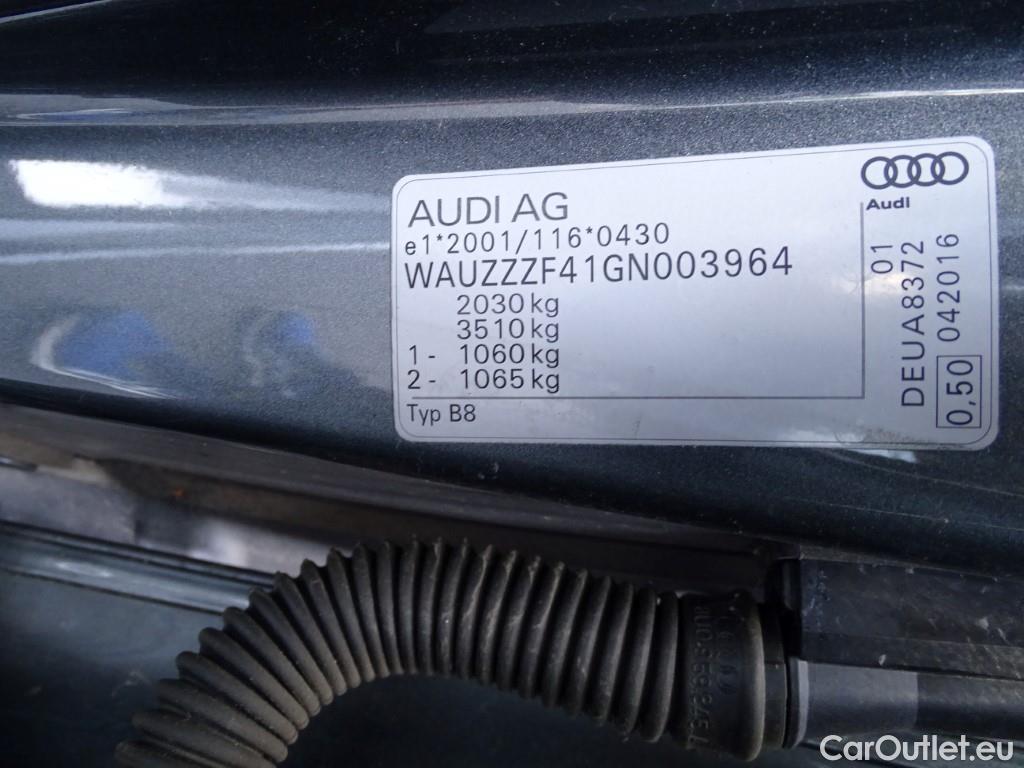 AUDI AG
e1*2001/116*0430
WAUZZZF41GN003964
2030 kg
3510 kg
1 - 1060 kg
2 - 1065 kg
Typ B8
Audi
DEUA8372 01
0,50 042016
CarOutlet.eu